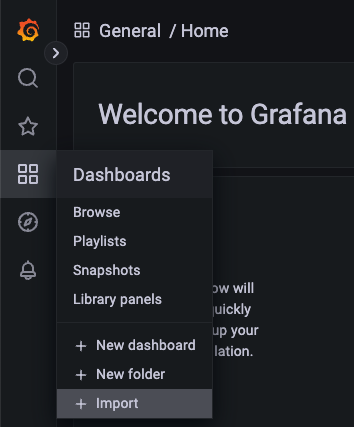 General / Home
Welcome to Grafana
Dashboards
Browse
Playlists
Snapshots
Library panels
ow will
quickly
up your
lation.
+ New dashboard
+ New folder
+ Import